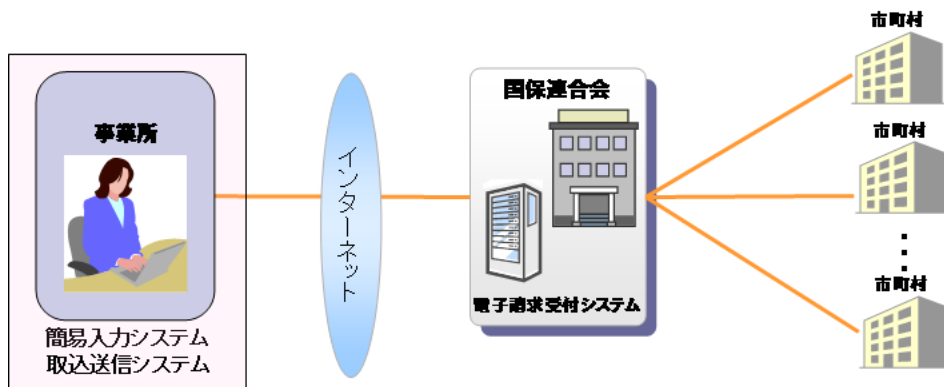 事業所
簡易入力システム
取込送信システム
インターネット
国保連合会
電子請求受付システム
市町村
市町村
市町村